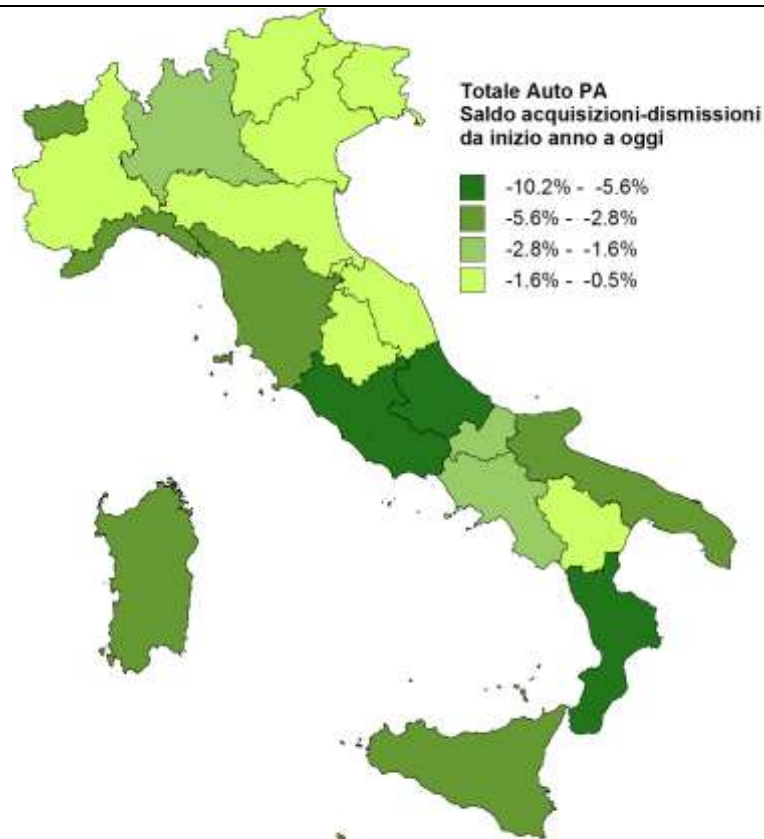 Totale Auto PA
Saldo acquisizioni-dismissioni
da inizio anno a oggi
-10.2% - -5.6%
-5.6% - -2.8%
-2.8% - -1.6%
-1.6% - -0.5%